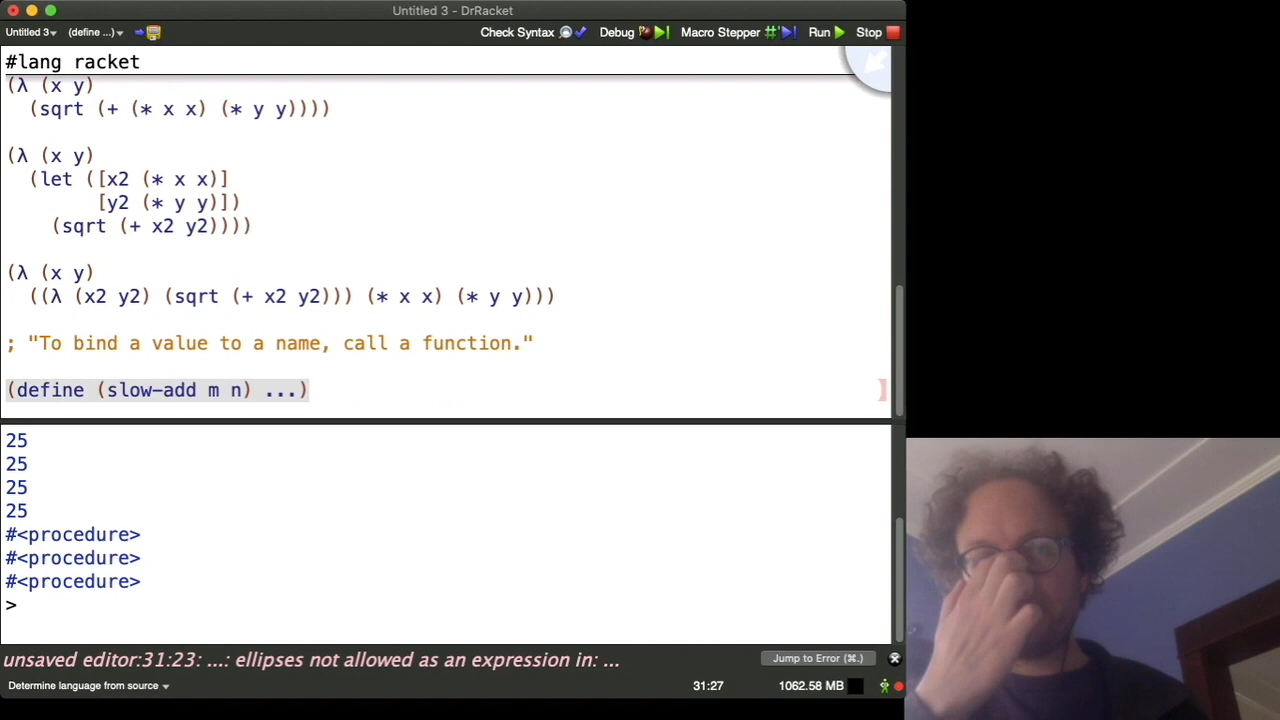 Untitled 3 - DrRacket
Untitled 3 (define ...) Check Syntax Debug Macro Stepper Run Stop
#lang racket
(λ (x y)
(sqrt (+ (* x x) (* y y))))
(λ (x y)
(let ([x2 (* x x)]
[y2 (* y y)])
(sqrt (+ x2 y2))))
(λ (x y)
((λ (x2 y2) (sqrt (+ x2 y2))) (* x x) (* y y)))
; "To bind a value to a name, call a function."
(define (slow-add m n) ...)
25
25
25
25
#<procedure>
#<procedure>
#<procedure>
>
unsaved editor:31:23: ...: ellipses not allowed as an expression in: ...
Jump to Error (⌘.)
Determine language from source 31:27 1062.58 MB